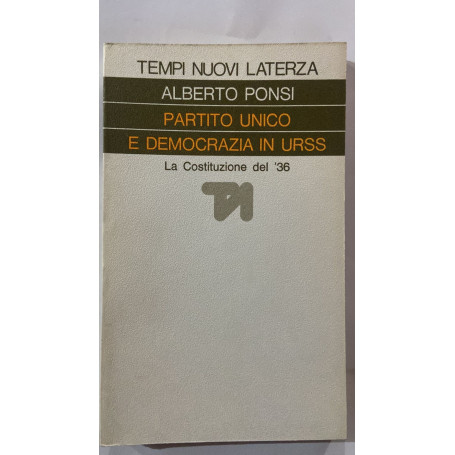 TEMPI NUOVI LATERZA
ALBERTO PONSI
PARTITO UNICO
E DEMOCRAZIA IN URSS
La Costituzione del '36